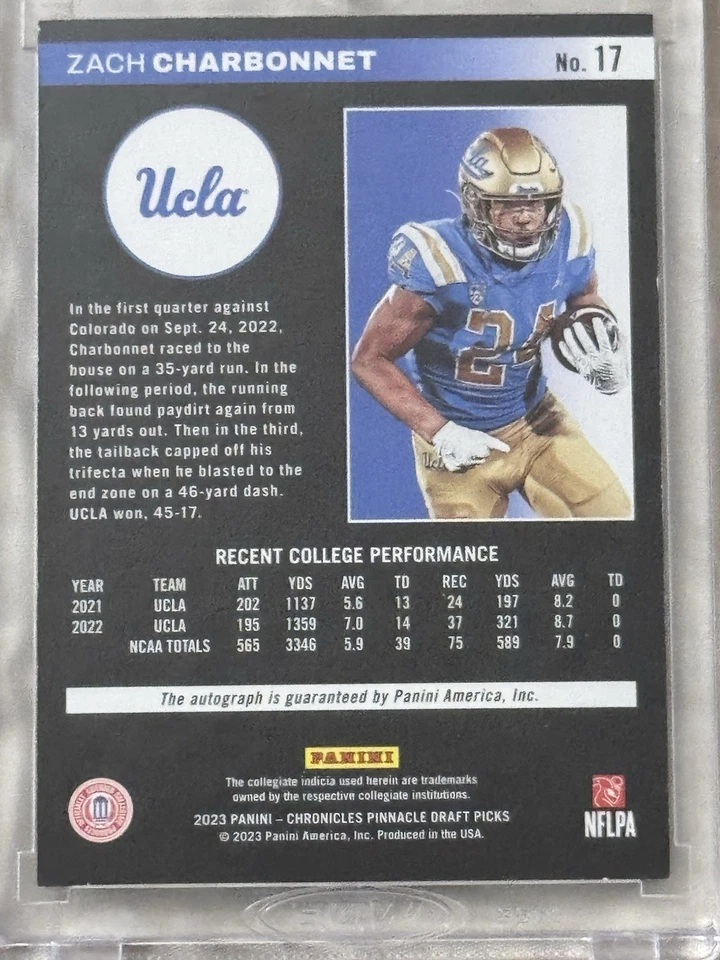 ZACH CHARBONNET No. 17
Ucla
In the first quarter against
Colorado on Sept. 24, 2022,
Charbonnet raced to the
house on a 35-yard run. In the
following period, the running
back found paydirt again from
13 yards out. Then in the third,
the tailback capped off his
trifecta when he blasted to the
end zone on a 46-yard dash.
UCLA won, 45-17.
24
RECENT COLLEGE PERFORMANCE
YEAR TEAM ATT YDS AVG TD REC YDS AVG TD
2021 UCLA 202 1137 5.6 13 24 197 8.2 0
2022 UCLA 195 1359 7.0 14 37 321 8.7 0
NCAA TOTALS 565 3346 5.9 39 75 589 7.9 0
The autograph is guaranteed by Panini America, Inc.
PANINI
The collegiate indicia used herein are trademarks
owned by the respective collegiate institutions.
2023 PANINI – CHRONICLES PINNACLE DRAFT PICKS
© 2023 Panini America, Inc. Produced in the USA.
NFLPA